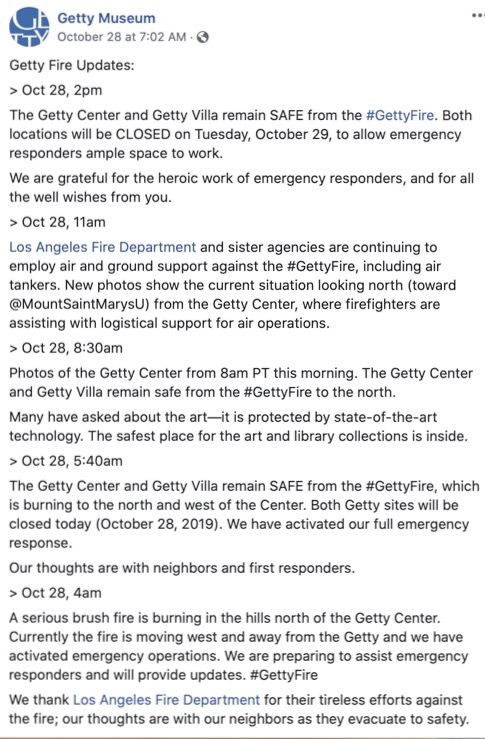 Getty Museum
October 28 at 7:02 AM ·
Getty Fire Updates:
> Oct 28, 2pm
The Getty Center and Getty Villa remain SAFE from the #GettyFire. Both
locations will be CLOSED on Tuesday, October 29, to allow emergency
responders ample space to work.
We are grateful for the heroic work of emergency responders, and for all
the well wishes from you.
> Oct 28, 11am
Los Angeles Fire Department and sister agencies are continuing to
employ air and ground support against the #GettyFire, including air
tankers. New photos show the current situation looking north (toward
@MountSaintMarysU) from the Getty Center, where firefighters are
assisting with logistical support for air operations.
> Oct 28, 8:30am
Photos of the Getty Center from 8am PT this morning. The Getty Center
and Getty Villa remain safe from the #GettyFire to the north.
Many have asked about the art—it is protected by state-of-the-art
technology. The safest place for the art and library collections is inside.
> Oct 28, 5:40am
The Getty Center and Getty Villa remain SAFE from the #GettyFire, which
is burning to the north and west of the Center. Both Getty sites will be
closed today (October 28, 2019). We have activated our full emergency
response.
Our thoughts are with neighbors and first responders.
> Oct 28, 4am
A serious brush fire is burning in the hills north of the Getty Center.
Currently the fire is moving west and away from the Getty and we have
activated emergency operations. We are preparing to assist emergency
responders and will provide updates. #GettyFire
We thank Los Angeles Fire Department for their tireless efforts against
the fire; our thoughts are with our neighbors as they evacuate to safety.